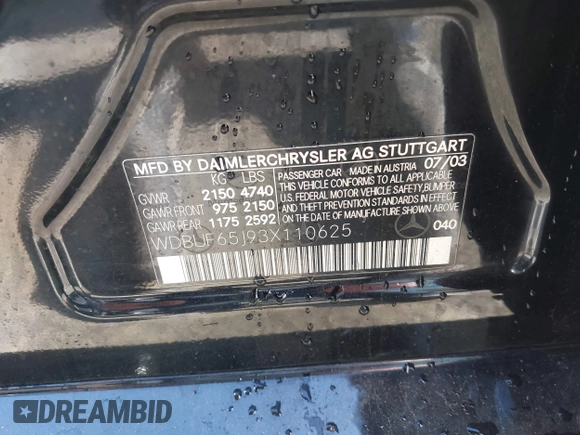 MFD BY DAIMLERCHRYSLER AG STUTTGART
KG LBS
GVWR 2150 4740
GAWR FRONT 975 2150
GAWR REAR 1175 2592
PASSENGER CAR MADE IN AUSTRIA 07/03
THIS VEHICLE CONFORMS TO ALL APPLICABLE
U.S. FEDERAL MOTOR VEHICLE SAFETY, BUMPER,
AND THEFT PREVENTION STANDARDS IN EFFECT
ON THE DATE OF MANUFACTURE SHOWN ABOVE.
WDBUF65J93X110625
040
DREAMBID